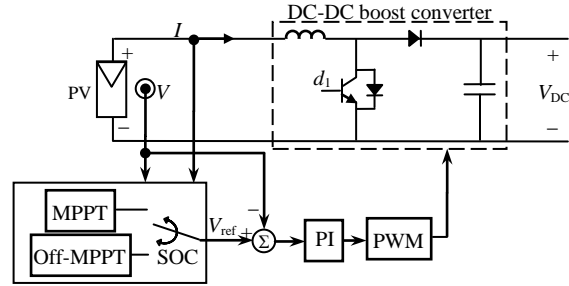 DC-DC boost converter
I
+
PV
V
−
d1
+
VDC
−
MPPT
Off-MPPT
SOC
Vref
+
−
Σ
PI
PWM